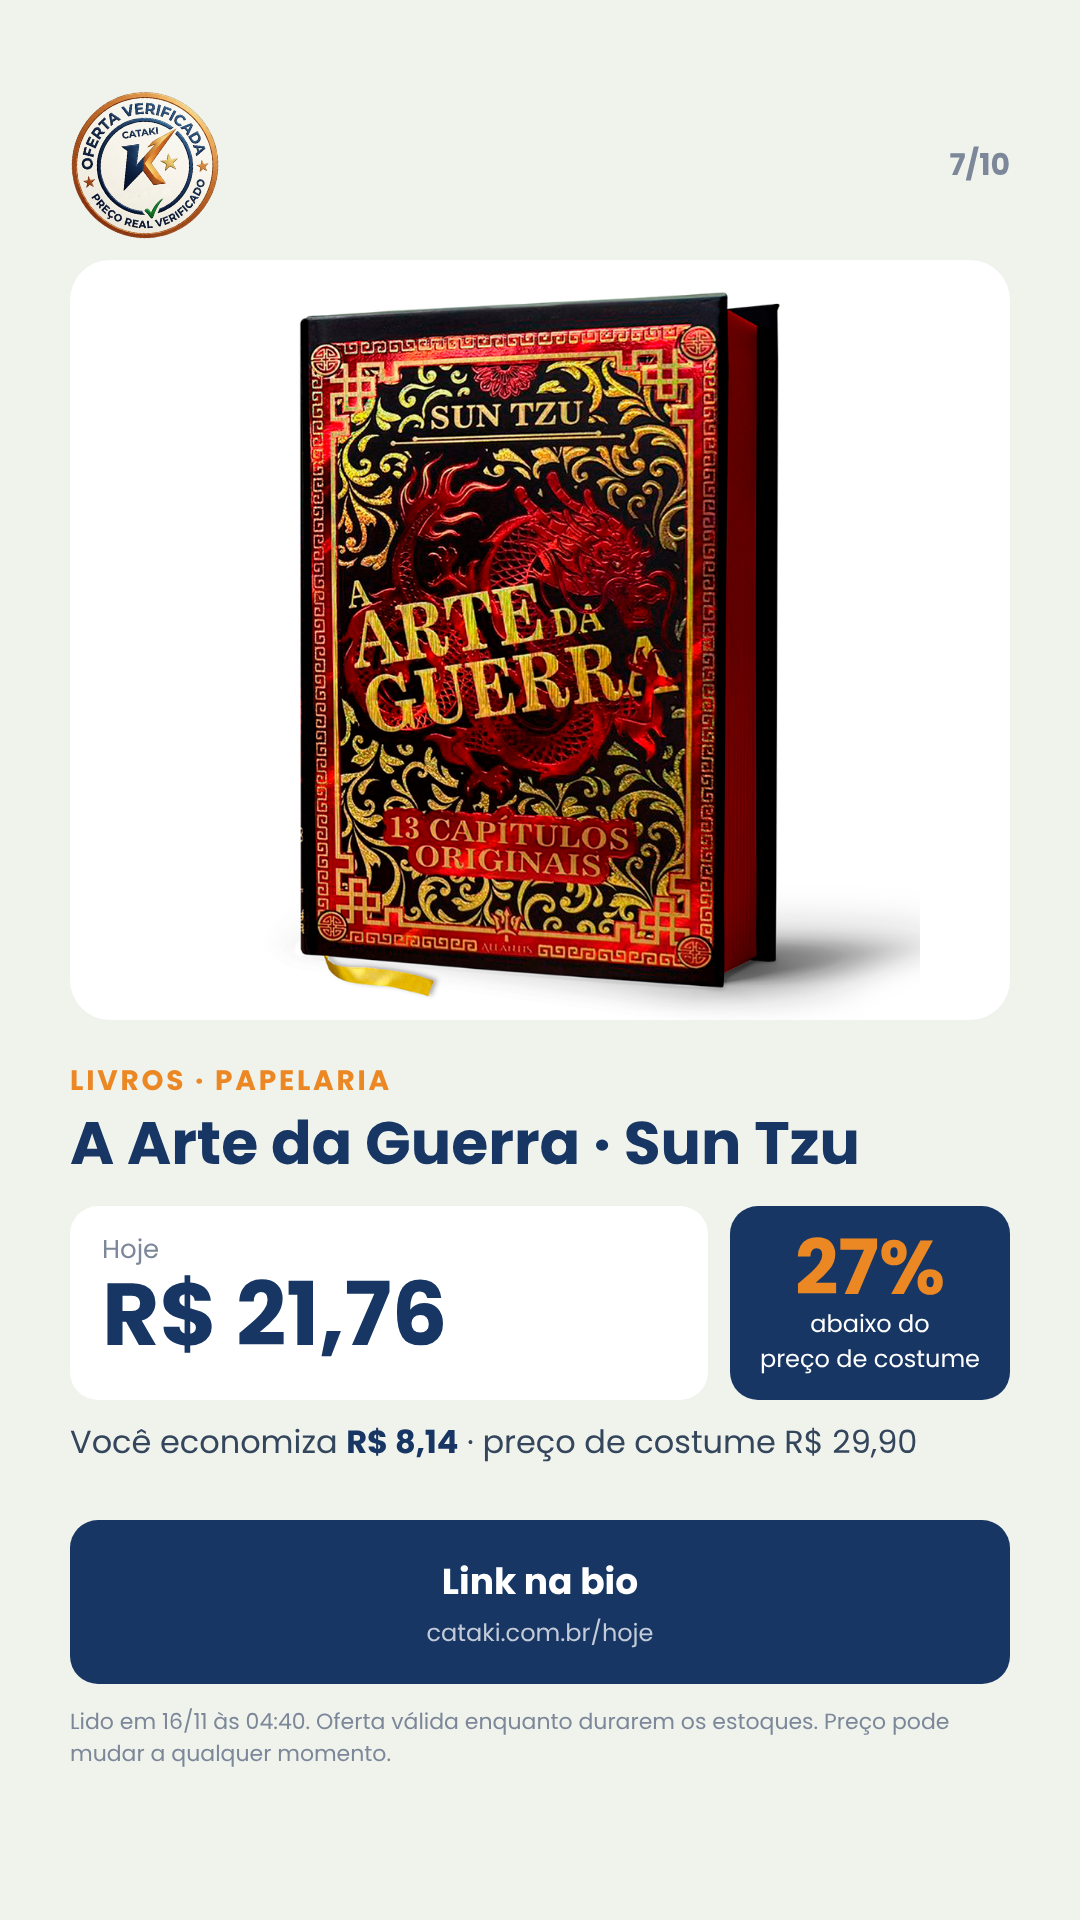 OFERTA VERIFICADA
CATAKI
K
PREÇO REAL VERIFICADO
7/10
SUN TZU
A
ARTE DA
GUERRA
13 CAPÍTULOS
ORIGINAIS
ATLANTIS
LIVROS · PAPELARIA
A Arte da Guerra · Sun Tzu
Hoje
R$ 21,76
27%
abaixo do
preço de costume
Você economiza R$ 8,14 · preço de costume R$ 29,90
Link na bio
cataki.com.br/hoje
Lido em 16/11 às 04:40. Oferta válida enquanto durarem os estoques. Preço pode
mudar a qualquer momento.